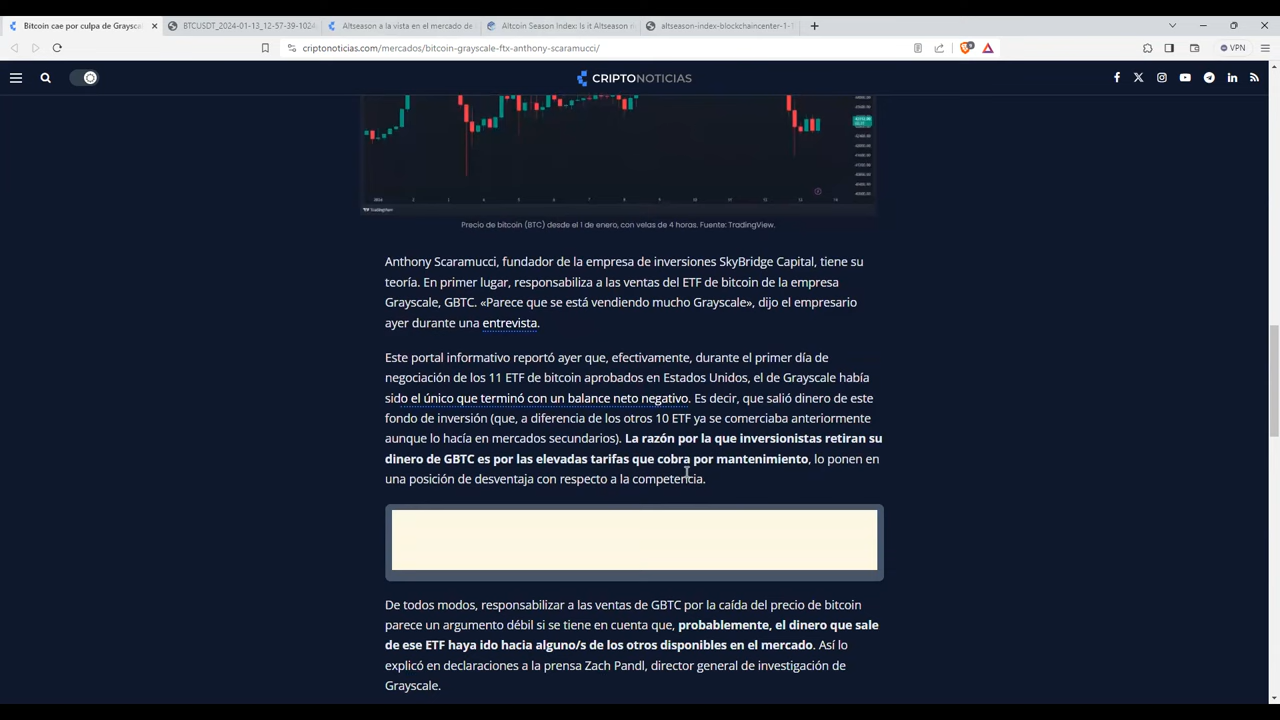 Bitcoin cae por culpa de Grayscal
BTCUSDT_2024-01-13_12-57-39-1024
Altseason a la vista en el mercado de
Altcoin Season Index: Is it Altseason
altseason-index-blockchaincenter-1-1
criptonoticias.com/mercados/bitcoin-grayscale-ftx-anthony-scaramucci/
VPN
CRIPTONOTICIAS
TradingView
Precio de bitcoin (BTC) desde el 1 de enero, con velas de 4 horas. Fuente: TradingView.
Anthony Scaramucci, fundador de la empresa de inversiones SkyBridge Capital, tiene su
teoría. En primer lugar, responsabiliza a las ventas del ETF de bitcoin de la empresa
Grayscale, GBTC. «Parece que se está vendiendo mucho Grayscale», dijo el empresario
ayer durante una entrevista.
Este portal informativo reportó ayer que, efectivamente, durante el primer día de
negociación de los 11 ETF de bitcoin aprobados en Estados Unidos, el de Grayscale había
sido el único que terminó con un balance neto negativo. Es decir, que salió dinero de este
fondo de inversión (que, a diferencia de los otros 10 ETF ya se comerciaba anteriormente
aunque lo hacía en mercados secundarios). La razón por la que inversionistas retiran su
dinero de GBTC es por las elevadas tarifas que cobra por mantenimiento, lo ponen en
una posición de desventaja con respecto a la competencia.
De todos modos, responsabilizar a las ventas de GBTC por la caída del precio de bitcoin
parece un argumento débil si se tiene en cuenta que, probablemente, el dinero que sale
de ese ETF haya ido hacia alguno/s de los otros disponibles en el mercado. Así lo
explicó en declaraciones a la prensa Zach Pandl, director general de investigación de
Grayscale.